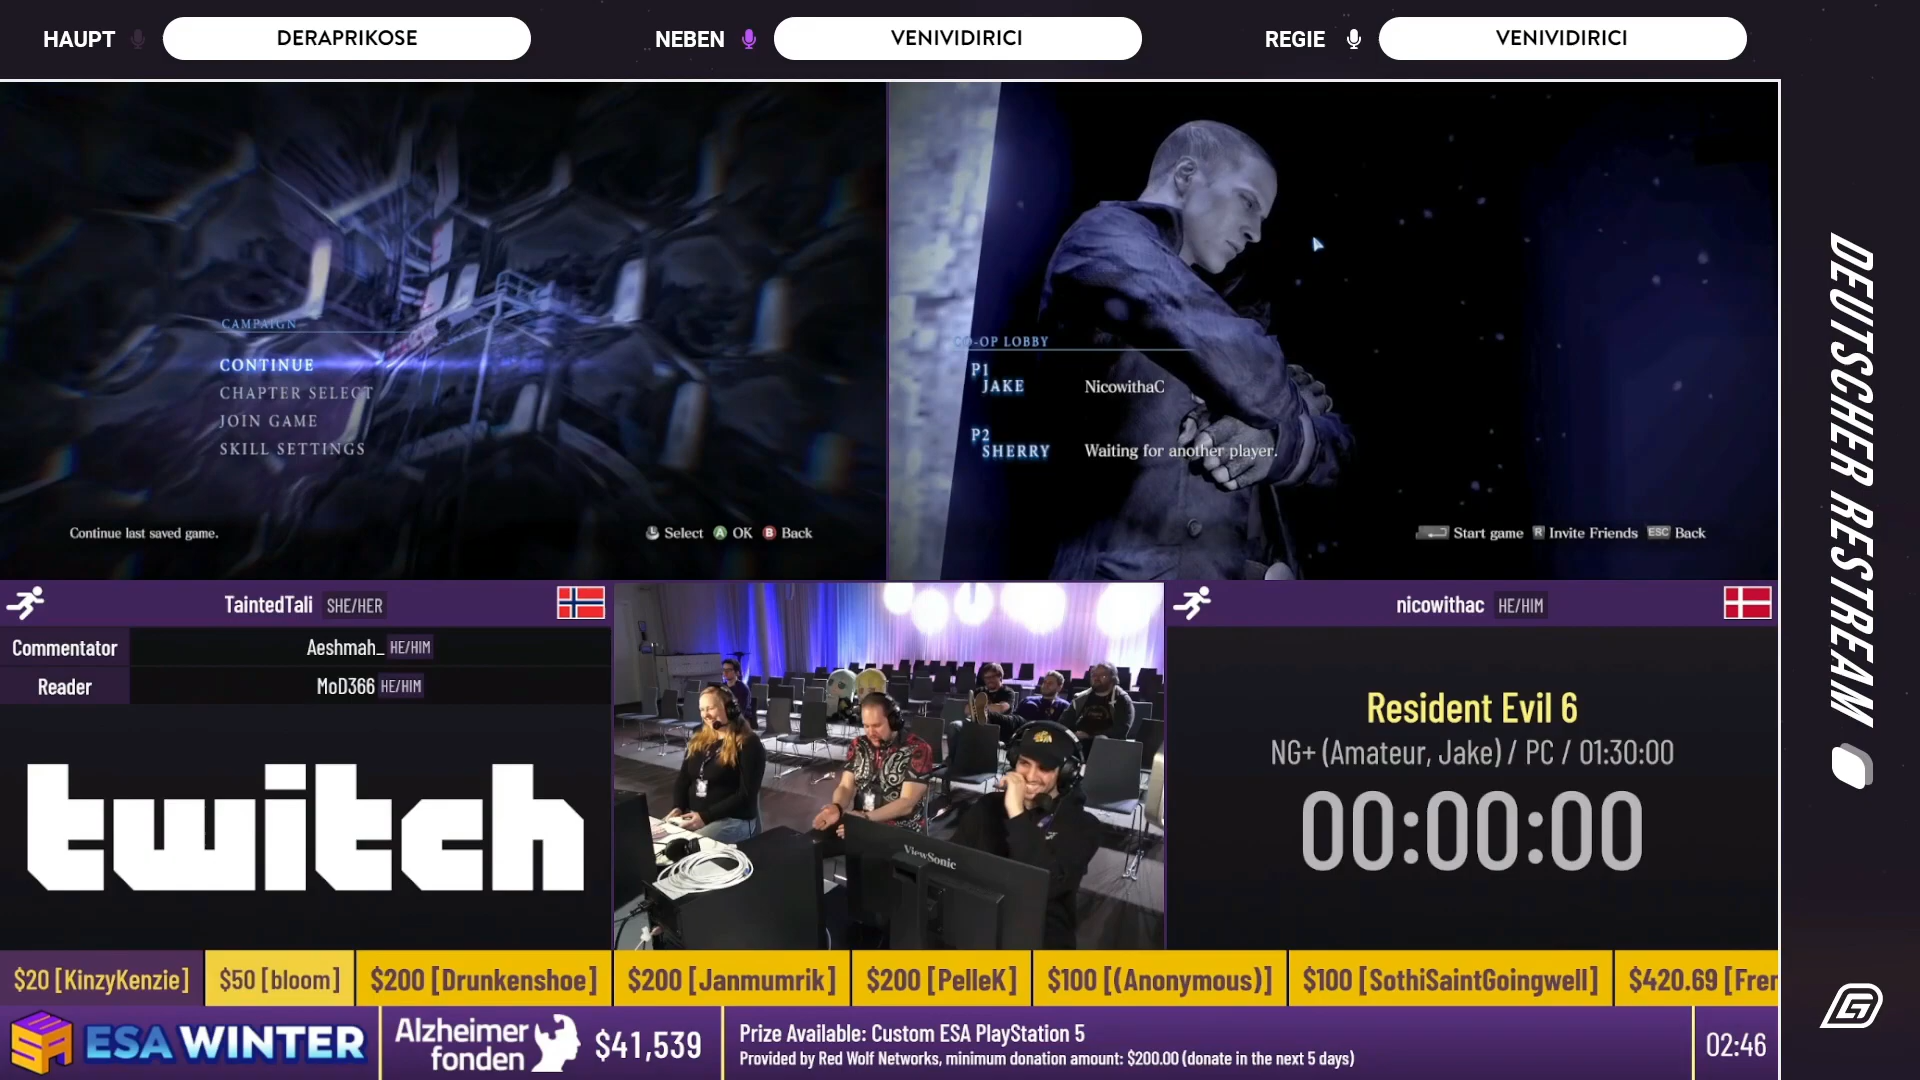 HAUPT DERAPRIKOSE NEBEN VENIVIDIRICI REGIE VENIVIDIRICI
CAMPAIGN
CONTINUE
CHAPTER SELECT
JOIN GAME
SKILL SETTINGS
Continue last saved game. Select A OK B Back
CO-OP LOBBY
P1
JAKE NicowithaC
P2
SHERRY Waiting for another player.
Start game R Invite Friends ESC Back
TaintedTali SHE/HER
Commentator Aeshmah_ HE/HIM
Reader MoD366 HE/HIM
twitch
ViewSonic
nicowithac HE/HIM
Resident Evil 6
NG+ (Amateur, Jake) / PC / 01:30:00
00:00:00
DEUTSCHER RESTREAM
$20 [KinzyKenzie] $50 [bloom] $200 [Drunkenshoe] $200 [Janmumrik] $200 [PelleK] $100 [(Anonymous)] $100 [SothiSaintGoingwell] $420.69 [Fren
ESA WINTER
Alzheimer
fonden
$41,539
Prize Available: Custom ESA PlayStation 5
Provided by Red Wolf Networks, minimum donation amount: $200.00 (donate in the next 5 days)
02:46